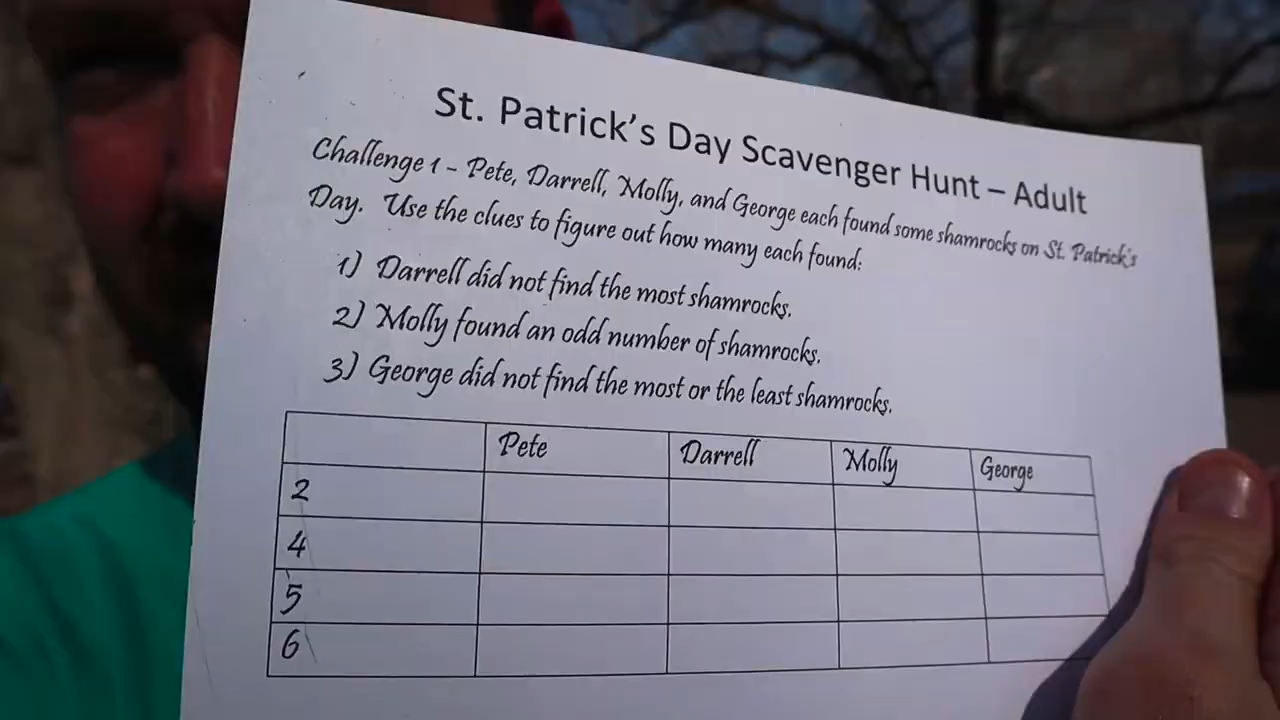 St. Patrick's Day Scavenger Hunt – Adult
Challenge 1 - Pete, Darrell, Molly, and George each found some shamrocks on St. Patrick's
Day. Use the clues to figure out how many each found:
1) Darrell did not find the most shamrocks.
2) Molly found an odd number of shamrocks.
3) George did not find the most or the least shamrocks.
Pete Darrell Molly George
2
4
5
6